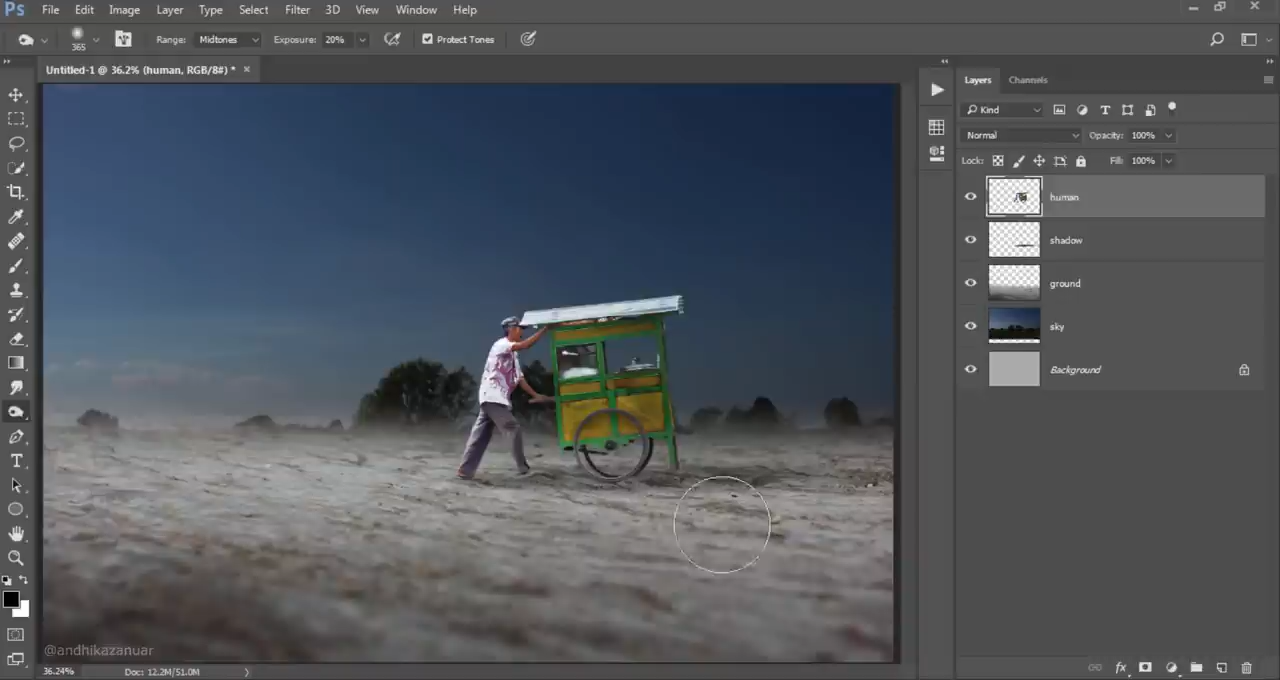 Ps File Edit Image Layer Type Select Filter 3D View Window Help
365 Range: Midtones Exposure: 20% Protect Tones
Untitled-1 @ 36.2% (human, RGB/8#) * ×
Layers Channels
Kind
Normal Opacity: 100%
Lock: Fill: 100%
human
shadow
ground
sky
Background
@andhikazanuar
36.24% Doc: 12.2M/51.0M